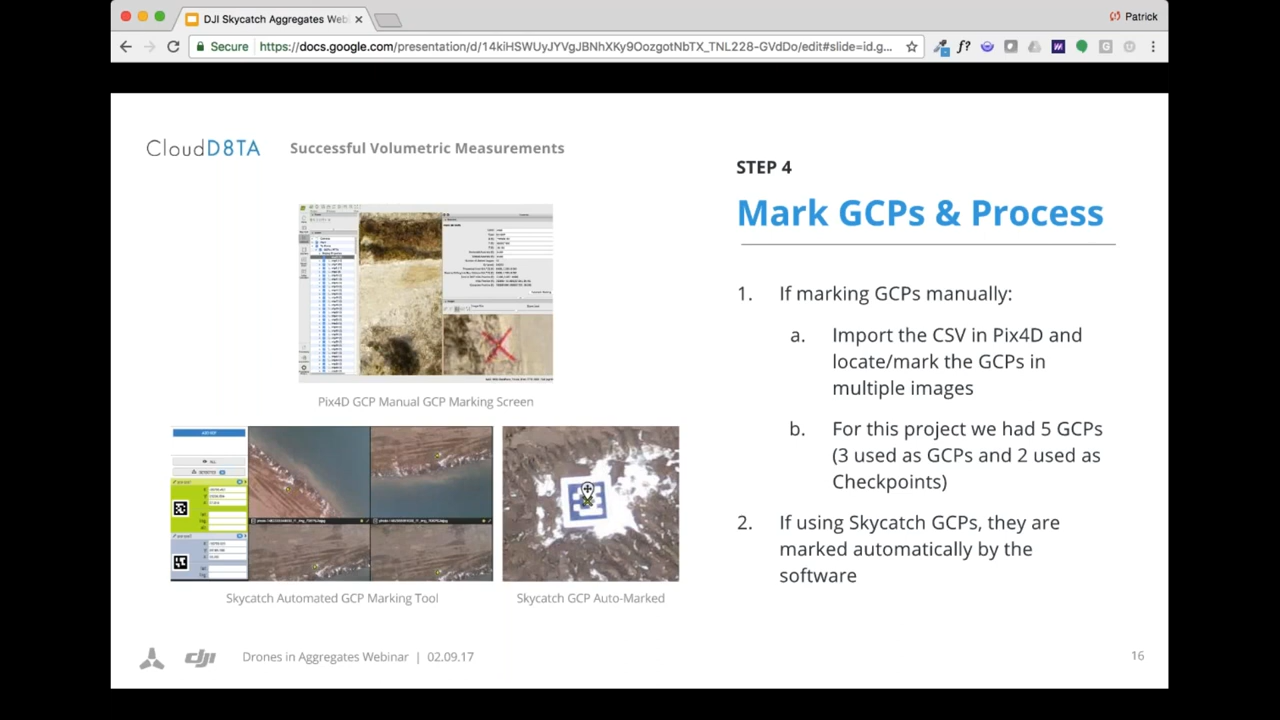 DJI Skycatch Aggregates Web
Patrick
Secure
https://docs.google.com/presentation/d/14kiHSWUyJYVgJBNhXKy9OozgotNbTX_TNL228-GVdDo/edit#slide=id.g...
CloudD8TA
Successful Volumetric Measurements
STEP 4
Mark GCPs & Process
1. If marking GCPs manually:
a. Import the CSV in Pix4D and
locate/mark the GCPs in
multiple images
b. For this project we had 5 GCPs
(3 used as GCPs and 2 used as
Checkpoints)
2. If using Skycatch GCPs, they are
marked automatically by the
software
Pix4D GCP Manual GCP Marking Screen
Skycatch Automated GCP Marking Tool
Skycatch GCP Auto-Marked
dji
Drones in Aggregates Webinar | 02.09.17
16